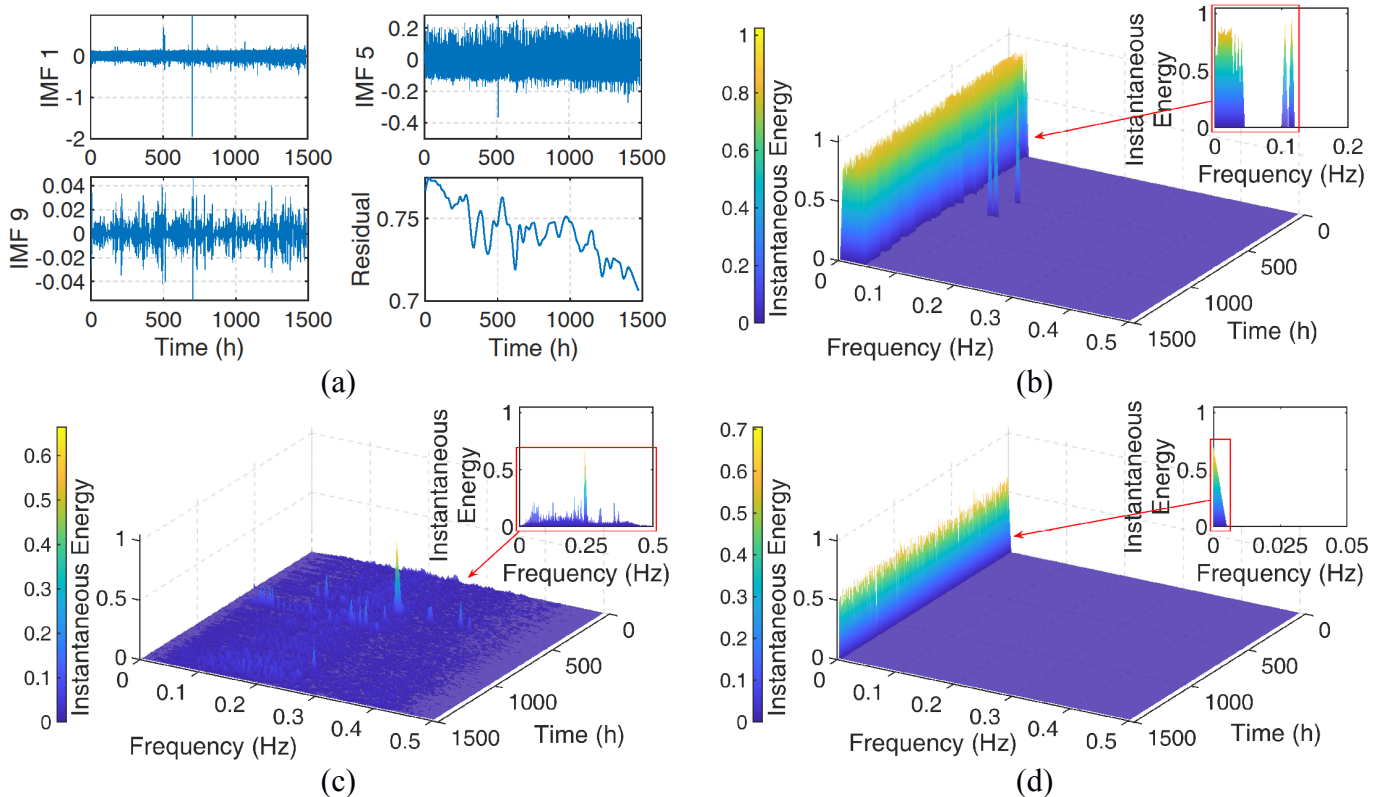 IMF 1
0
-1
-2
0 500 1000 1500
IMF 5
0.2
0
-0.2
-0.4
0 500 1000 1500
IMF 9
0.04
0.02
0
-0.02
-0.04
0 500 1000 1500
Time (h)
Residual
0.75
0.7
0 500 1000 1500
Time (h)
(a)
Instantaneous Energy
1
0.8
0.6
0.4
0.2
0
1
0.5
0
0 0.1 0.2 0.3 0.4 0.5
Frequency (Hz)
0
500
1000
1500
Time (h)
Instantaneous
Energy
1
0.5
0
0 0.1 0.2
Frequency (Hz)
(b)
Instantaneous Energy
0.6
0.5
0.4
0.3
0.2
0.1
0
1
0.5
0
0 0.1 0.2 0.3 0.4 0.5
Frequency (Hz)
0
500
1000
1500
Time (h)
Instantaneous
Energy
1
0.5
0
0 0.25 0.5
Frequency (Hz)
(c)
Instantaneous Energy
0.7
0.6
0.5
0.4
0.3
0.2
0.1
0
1
0.5
0
0 0.1 0.2 0.3 0.4 0.5
Frequency (Hz)
0
500
1000
1500
Time (h)
Instantaneous
Energy
1
0.5
0
0 0.025 0.05
Frequency (Hz)
(d)